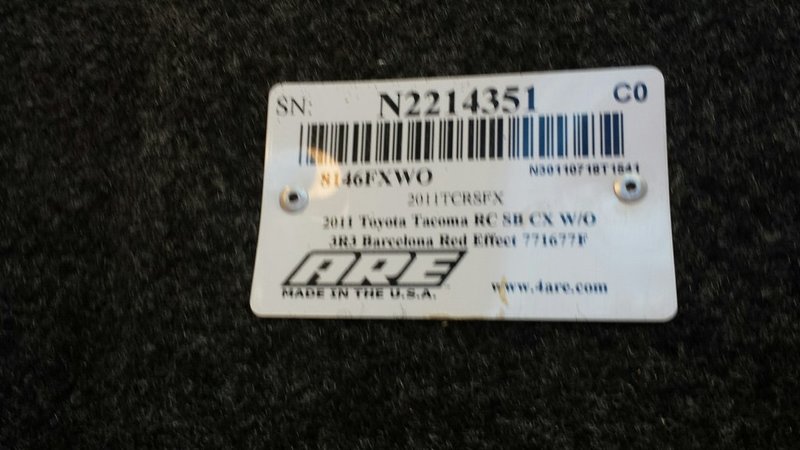 SN: N2214351 C0
N20110718T1841
8146FXWO
2011TCRSFX
2011 Toyota Tacoma RC SB CX W/O
3R3 Barcelona Red Effect 771677F
ARE
MADE IN THE U.S.A.
www.4are.com